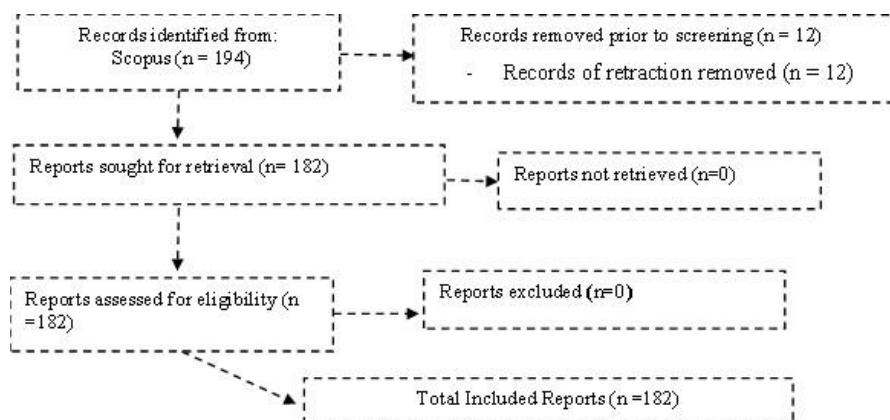 Records identified from:
Scopus (n = 194)
Records removed prior to screening (n = 12)
- Records of retraction removed (n = 12)
Reports sought for retrieval (n= 182)
Reports not retrieved (n=0)
Reports assessed for eligibility (n
=182)
Reports excluded (n=0)
Total Included Reports (n =182)